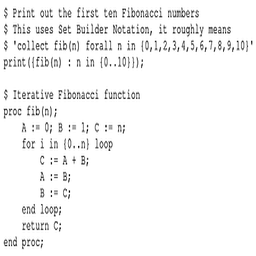 $ Print out the first ten Fibonacci numbers
$ This uses Set Builder Notation, it roughly means
$ 'collect fib(n) forall n in {0,1,2,3,4,5,6,7,8,9,10}'
print({fib(n) : n in {0..10}});

$ Iterative Fibonacci function
proc fib(n);
    A := 0; B := 1; C := n;
    for i in {0..n} loop
        C := A + B;
        A := B;
        B := C;
    end loop;
    return C;
end proc;